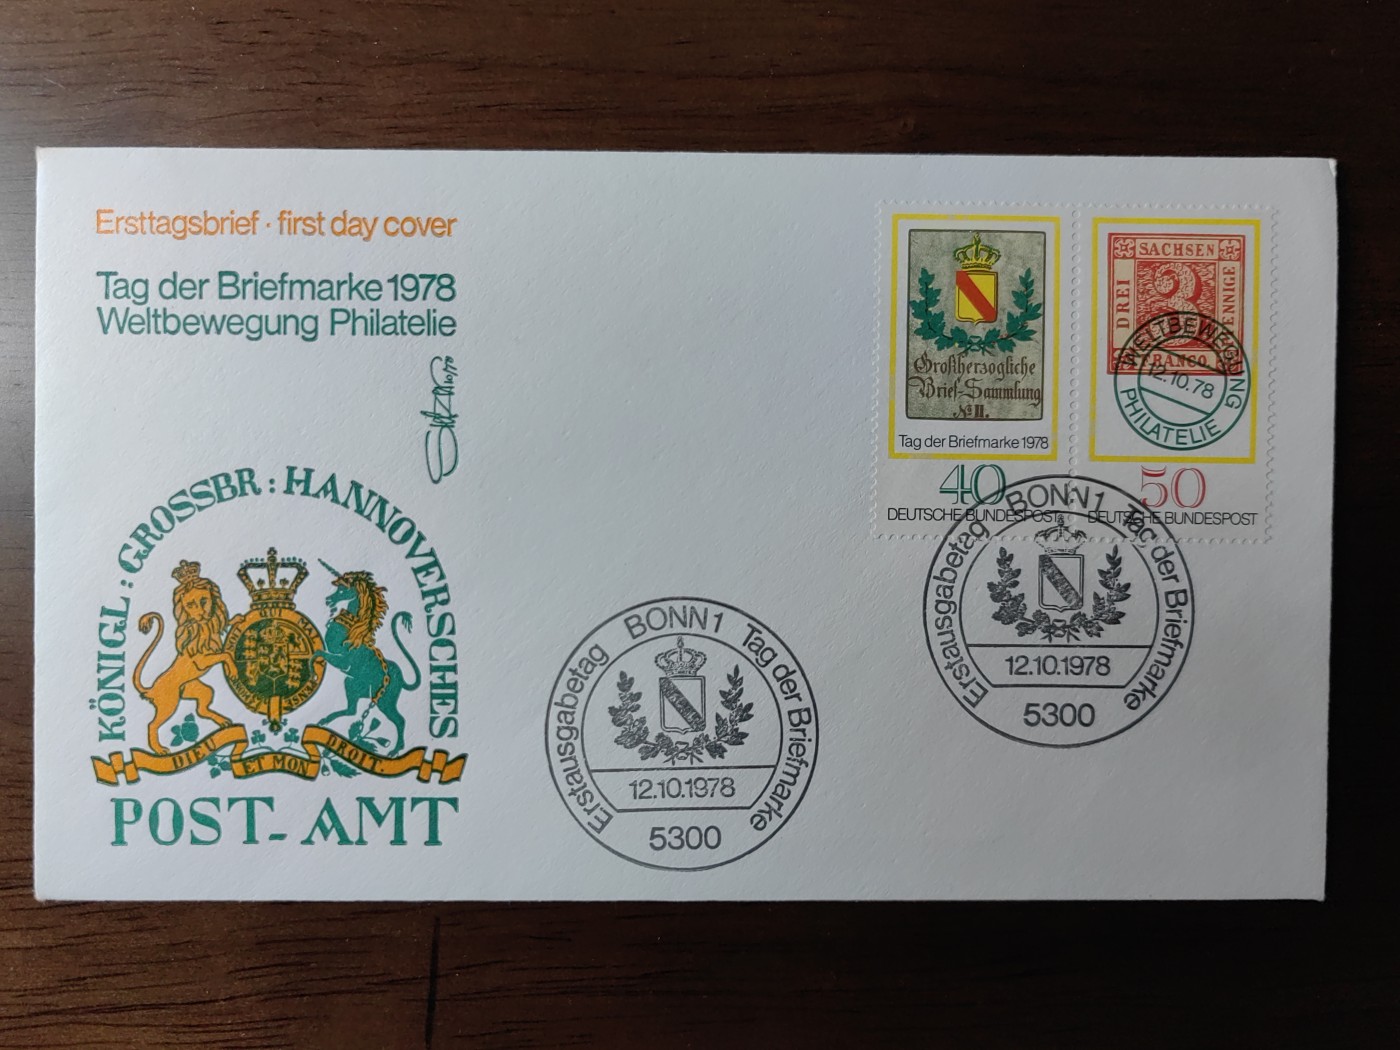 Ersttagsbrief · first day cover
Tag der Briefmarke 1978
Weltbewegung Philatelie
KÖNIGL: GROSSBR: HANNOVERSCHES
DIEU ET MON DROIT.
POST-AMT
Großherzogliche
Brief-Sammlung
No II.
Tag der Briefmarke 1978
40
DEUTSCHE BUNDESPOST
SACHSEN
DREI
3
PFENNIGE
FRANCO
WELTBEWEGUNG
12.10.78
PHILATELIE
50
DEUTSCHE BUNDESPOST
Erstausgabetag BONN 1 Tag der Briefmarke
12.10.1978
5300
Erstausgabetag BONN 1 Tag der Briefmarke
12.10.1978
5300